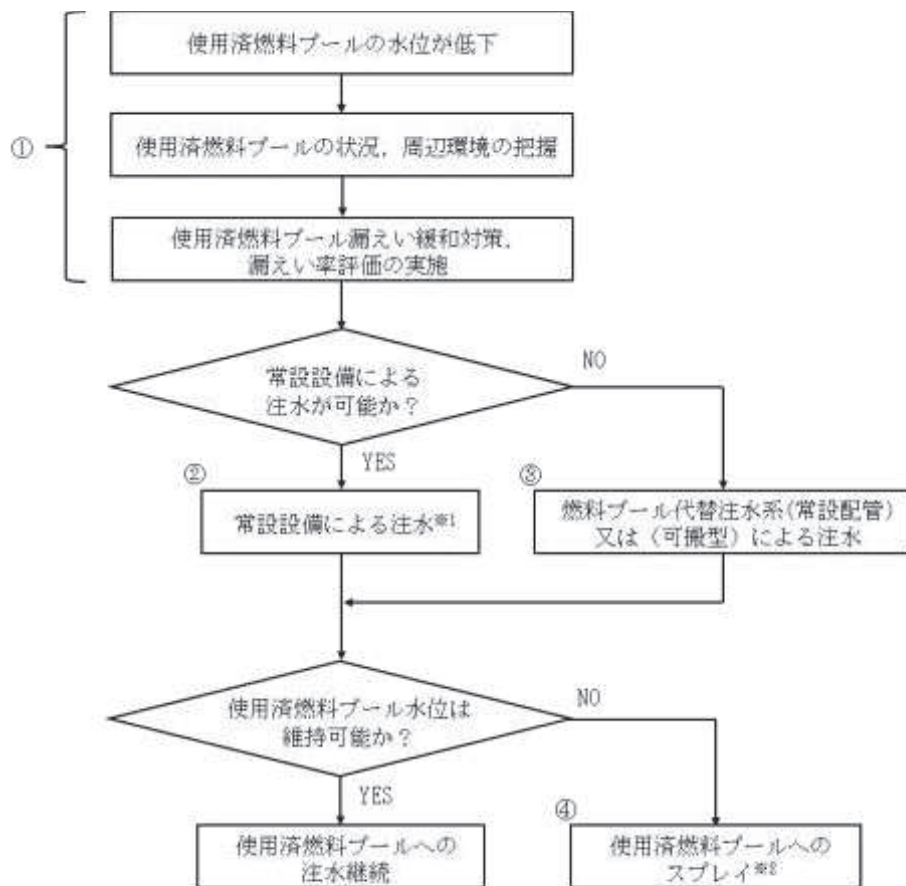 使用済燃料プールの水位が低下
①
使用済燃料プールの状況，周辺環境の把握
使用済燃料プール漏えい緩和対策，
漏えい率評価の実施
常設設備による
注水が可能か？
NO
YES
②
③
常設設備による注水※1
燃料プール代替注水系(常設配管)
又は（可搬型）による注水
使用済燃料プール水位は
維持可能か？
NO
YES
④
使用済燃料プールへの
注水継続
使用済燃料プールへの
スプレイ※2